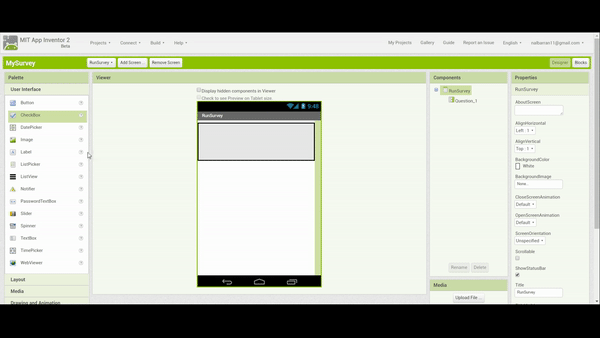 MIT App Inventor 2
Beta
Projects Connect Build Help
My Projects Gallery Guide Report an Issue English
MySurvey
RunSurvey Add Screen... Remove Screen
Designer Blocks
Palette
User Interface
Button
CheckBox
DatePicker
Image
Label
ListPicker
ListView
Notifier
PasswordTextBox
Slider
Spinner
TextBox
TimePicker
WebViewer
Layout
Media
Drawing and Animation
Viewer
Display hidden components in Viewer
Check to see Preview on Tablet size.
5:48
RunSurvey
Components
RunSurvey
Question_1
Rename Delete
Media
Upload File...
Properties
RunSurvey
AboutScreen
AlignHorizontal
Left : 1
AlignVertical
Top : 1
BackgroundColor
White
BackgroundImage
None...
CloseScreenAnimation
Default
OpenScreenAnimation
Default
ScreenOrientation
Unspecified
Scrollable
ShowStatusBar
Title
RunSurvey